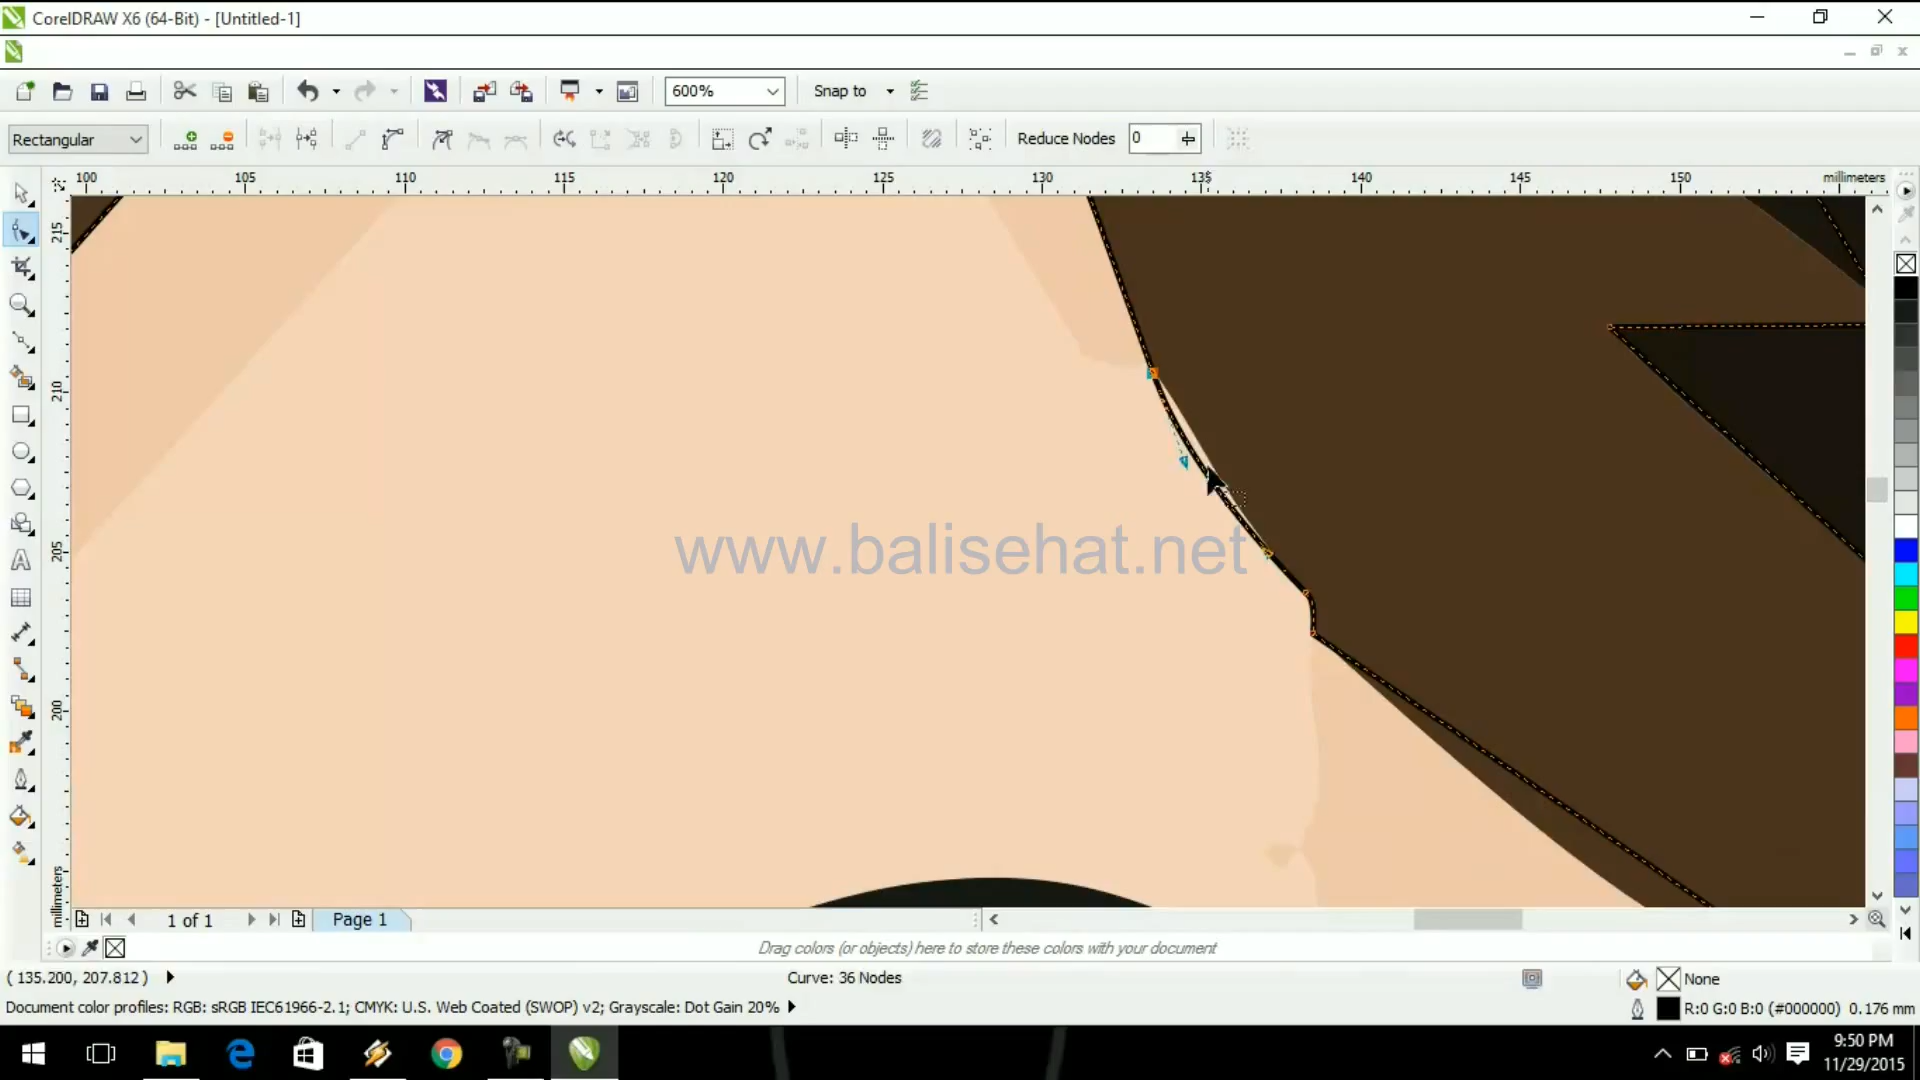 CorelDRAW X6 (64-Bit) - [Untitled-1]
600%
Snap to
Rectangular
Reduce Nodes
0
100
105
110
115
120
125
130
135
140
145
150
millimeters
215
210
205
200
millimeters
www.balisehat.net
1 of 1
Page 1
Drag colors (or objects) here to store these colors with your document
( 135.200, 207.812 )
Curve: 36 Nodes
None
Document color profiles: RGB: sRGB IEC61966-2.1; CMYK: U.S. Web Coated (SWOP) v2; Grayscale: Dot Gain 20%
R:0 G:0 B:0 (#000000) 0.176 mm
9:50 PM
11/29/2015